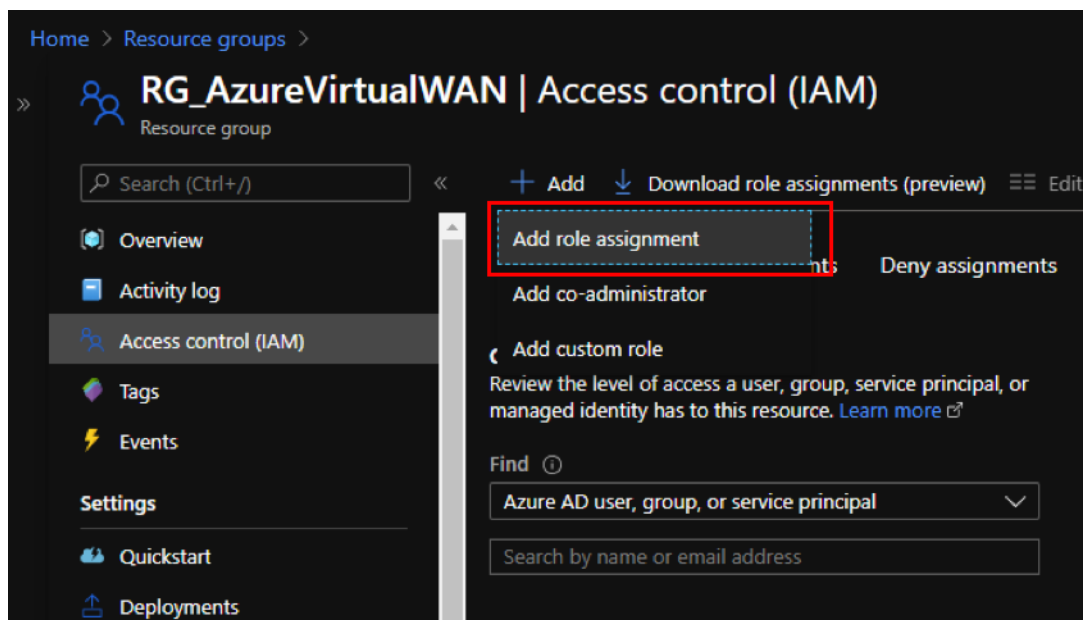 Home > Resource groups >
RG_AzureVirtualWAN | Access control (IAM)
Resource group
Search (Ctrl+/)
Add
Download role assignments (preview)
Edit
Add role assignment
nts
Deny assignments
Add co-administrator
Add custom role
Review the level of access a user, group, service principal, or
managed identity has to this resource. Learn more
Find
Azure AD user, group, or service principal
Search by name or email address
Overview
Activity log
Access control (IAM)
Tags
Events
Settings
Quickstart
Deployments